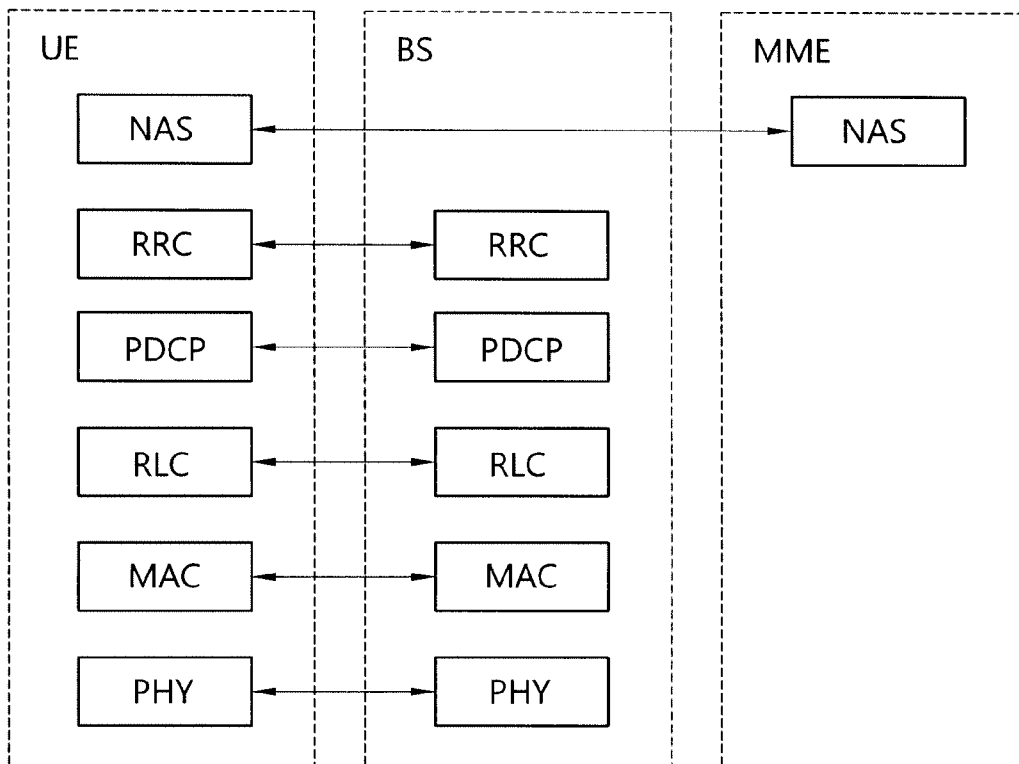 UE BS MME
NAS NAS
RRC RRC
PDCP PDCP
RLC RLC
MAC MAC
PHY PHY